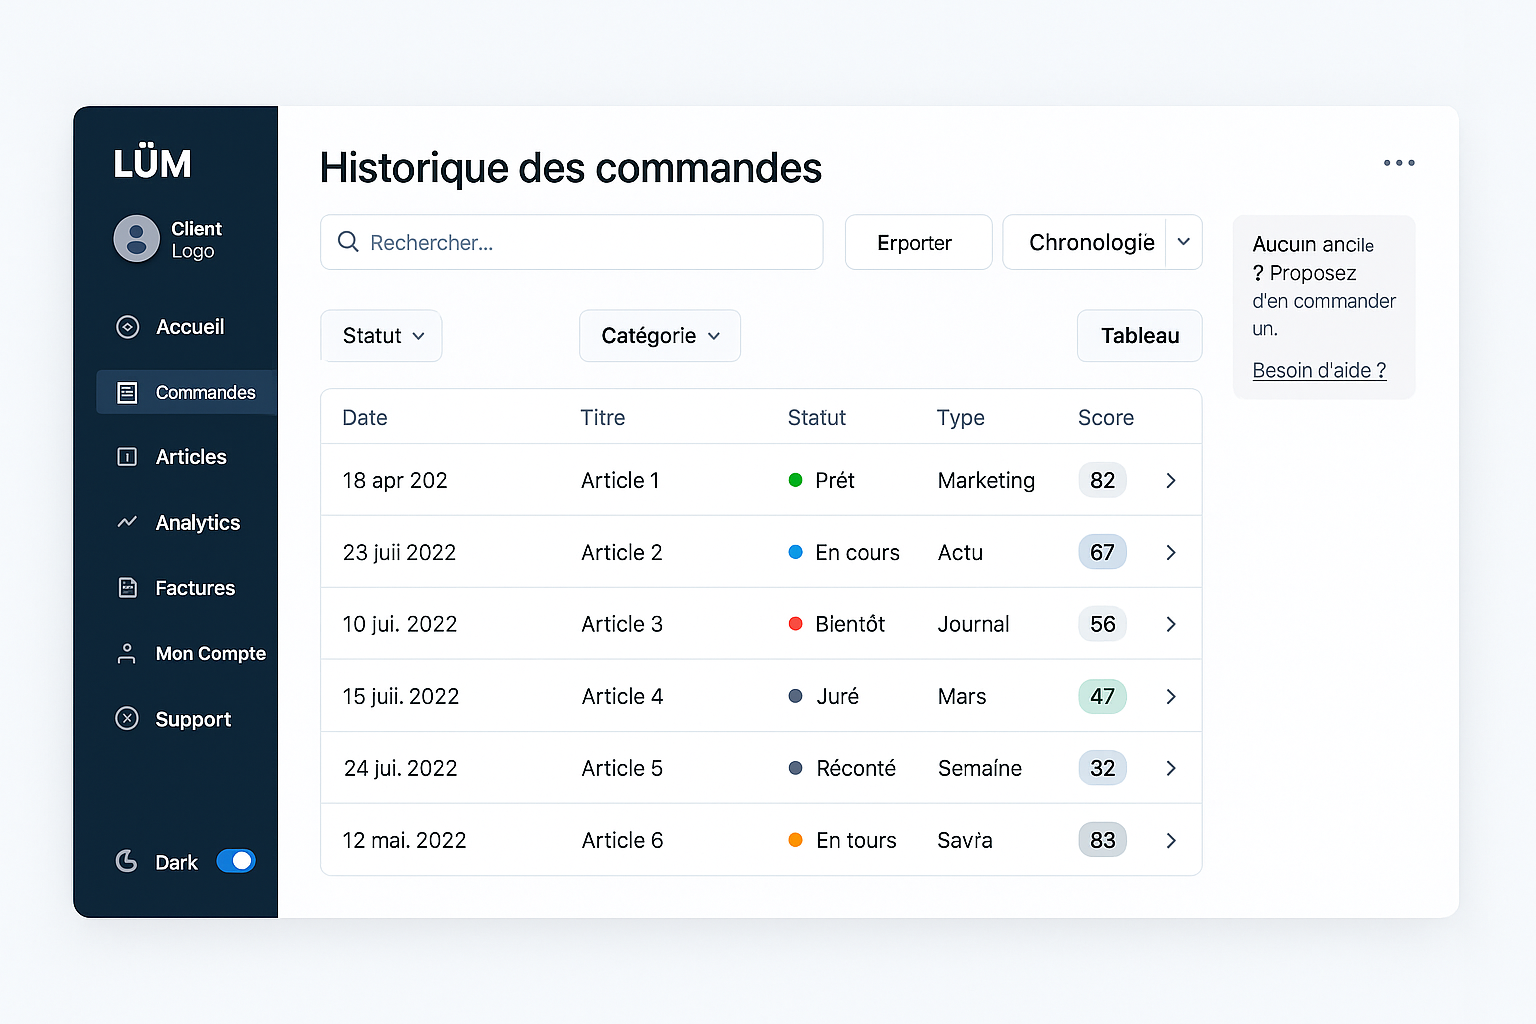 LÜM
Client
Logo
Accueil
Commandes
Articles
Analytics
Factures
Mon Compte
Support
Dark
Historique des commandes
Rechercher...
Erporter
Chronologie
Statut
Catégorie
Tableau
Date Titre Statut Type Score
18 apr 202 Article 1 Prét Marketing 82
23 juii 2022 Article 2 En cours Actu 67
10 jui. 2022 Article 3 Bientôt Journal 56
15 juii. 2022 Article 4 Juré Mars 47
24 jui. 2022 Article 5 Réconté Semaíne 32
12 mai. 2022 Article 6 En tours Savra 83
Aucun ancile
? Proposez
d'en commander
un.
Besoin d'aide ?